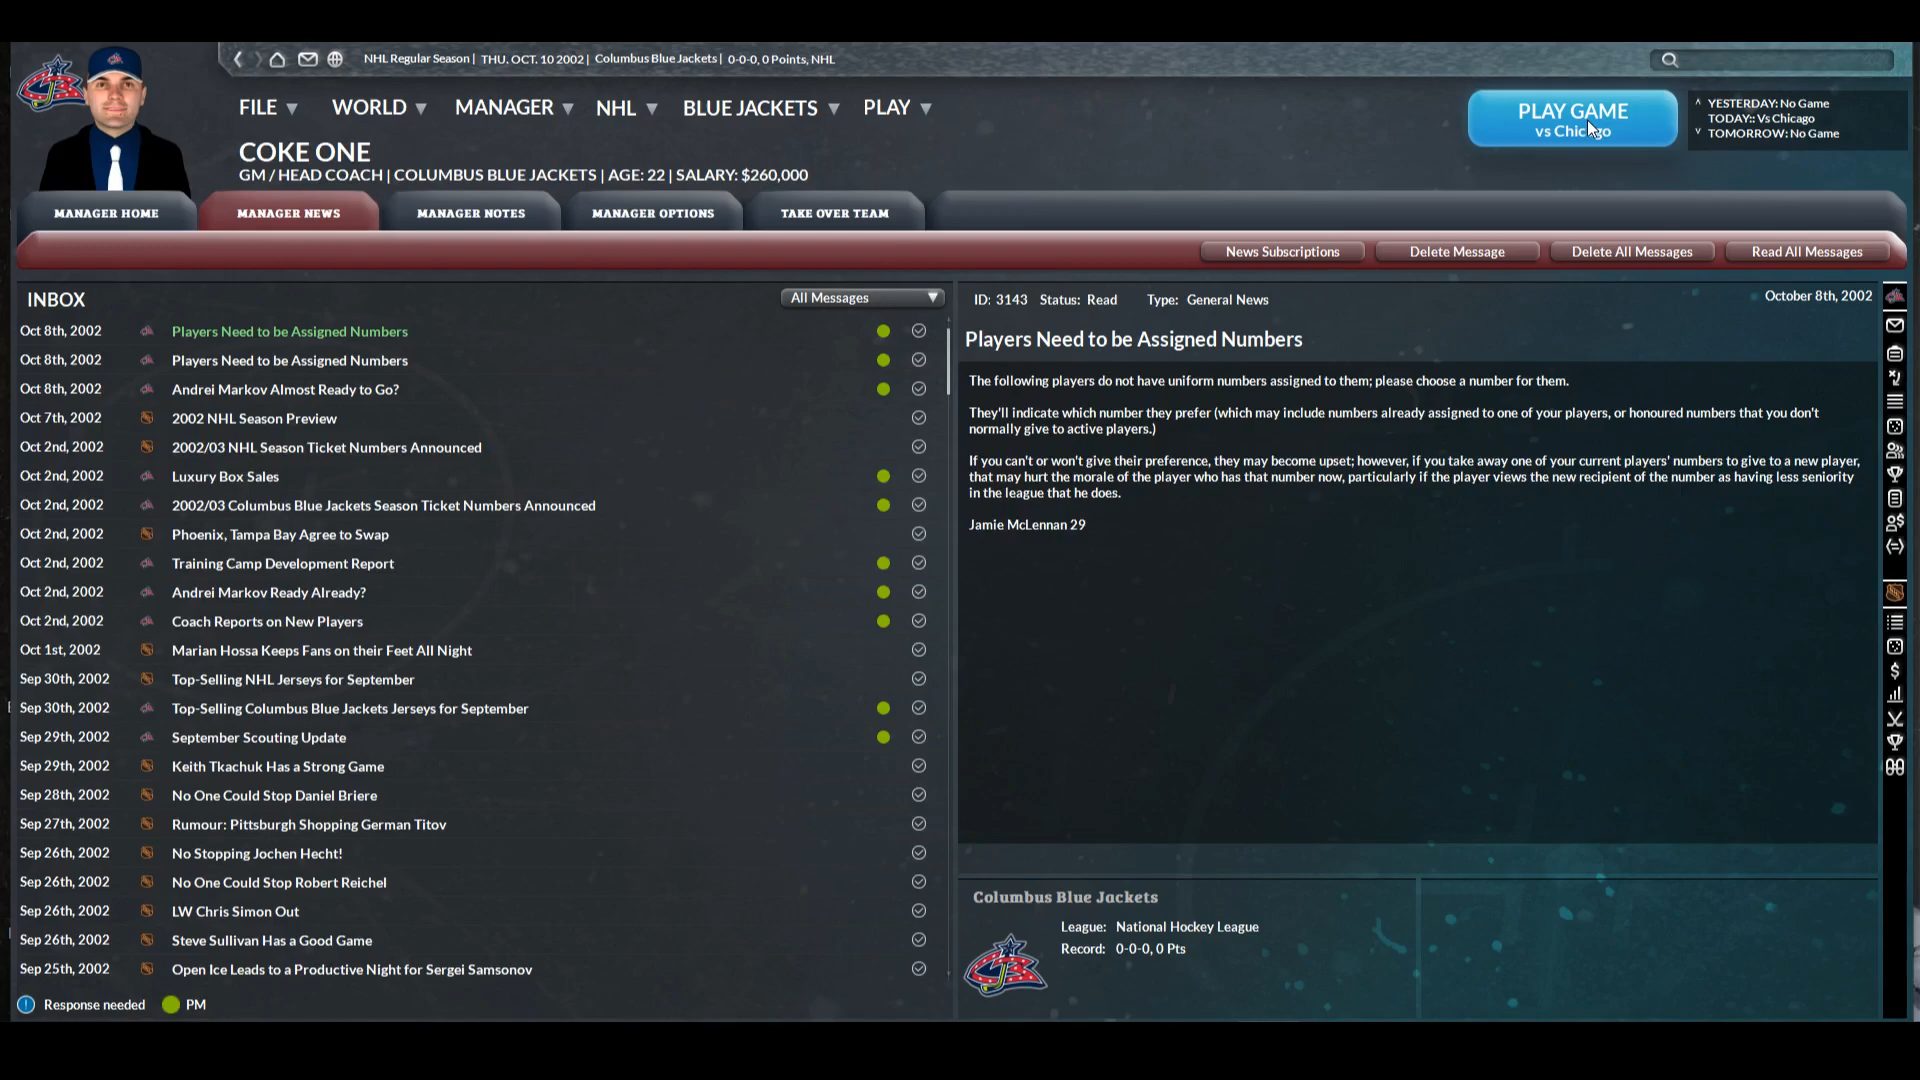 NHL Regular Season | THU. OCT. 10 2002 | Columbus Blue Jackets | 0-0-0, 0 Points, NHL
FILE WORLD MANAGER NHL BLUE JACKETS PLAY
PLAY GAME
vs Chicago
YESTERDAY: No Game
TODAY:: Vs Chicago
TOMORROW: No Game
COKE ONE
GM / HEAD COACH | COLUMBUS BLUE JACKETS | AGE: 22 | SALARY: $260,000
MANAGER HOME MANAGER NEWS MANAGER NOTES MANAGER OPTIONS TAKE OVER TEAM
News Subscriptions Delete Message Delete All Messages Read All Messages
INBOX All Messages
Oct 8th, 2002 Players Need to be Assigned Numbers
Oct 8th, 2002 Players Need to be Assigned Numbers
Oct 8th, 2002 Andrei Markov Almost Ready to Go?
Oct 7th, 2002 2002 NHL Season Preview
Oct 2nd, 2002 2002/03 NHL Season Ticket Numbers Announced
Oct 2nd, 2002 Luxury Box Sales
Oct 2nd, 2002 2002/03 Columbus Blue Jackets Season Ticket Numbers Announced
Oct 2nd, 2002 Phoenix, Tampa Bay Agree to Swap
Oct 2nd, 2002 Training Camp Development Report
Oct 2nd, 2002 Andrei Markov Ready Already?
Oct 2nd, 2002 Coach Reports on New Players
Oct 1st, 2002 Marian Hossa Keeps Fans on their Feet All Night
Sep 30th, 2002 Top-Selling NHL Jerseys for September
Sep 30th, 2002 Top-Selling Columbus Blue Jackets Jerseys for September
Sep 29th, 2002 September Scouting Update
Sep 29th, 2002 Keith Tkachuk Has a Strong Game
Sep 28th, 2002 No One Could Stop Daniel Briere
Sep 27th, 2002 Rumour: Pittsburgh Shopping German Titov
Sep 26th, 2002 No Stopping Jochen Hecht!
Sep 26th, 2002 No One Could Stop Robert Reichel
Sep 26th, 2002 LW Chris Simon Out
Sep 26th, 2002 Steve Sullivan Has a Good Game
Sep 25th, 2002 Open Ice Leads to a Productive Night for Sergei Samsonov
Response needed PM
ID: 3143 Status: Read Type: General News October 8th, 2002
Players Need to be Assigned Numbers
The following players do not have uniform numbers assigned to them; please choose a number for them.
They'll indicate which number they prefer (which may include numbers already assigned to one of your players, or honoured numbers that you don't
normally give to active players.)
If you can't or won't give their preference, they may become upset; however, if you take away one of your current players' numbers to give to a new player,
that may hurt the morale of the player who has that number now, particularly if the player views the new recipient of the number as having less seniority
in the league that he does.
Jamie McLennan 29
Columbus Blue Jackets
League: National Hockey League
Record: 0-0-0, 0 Pts